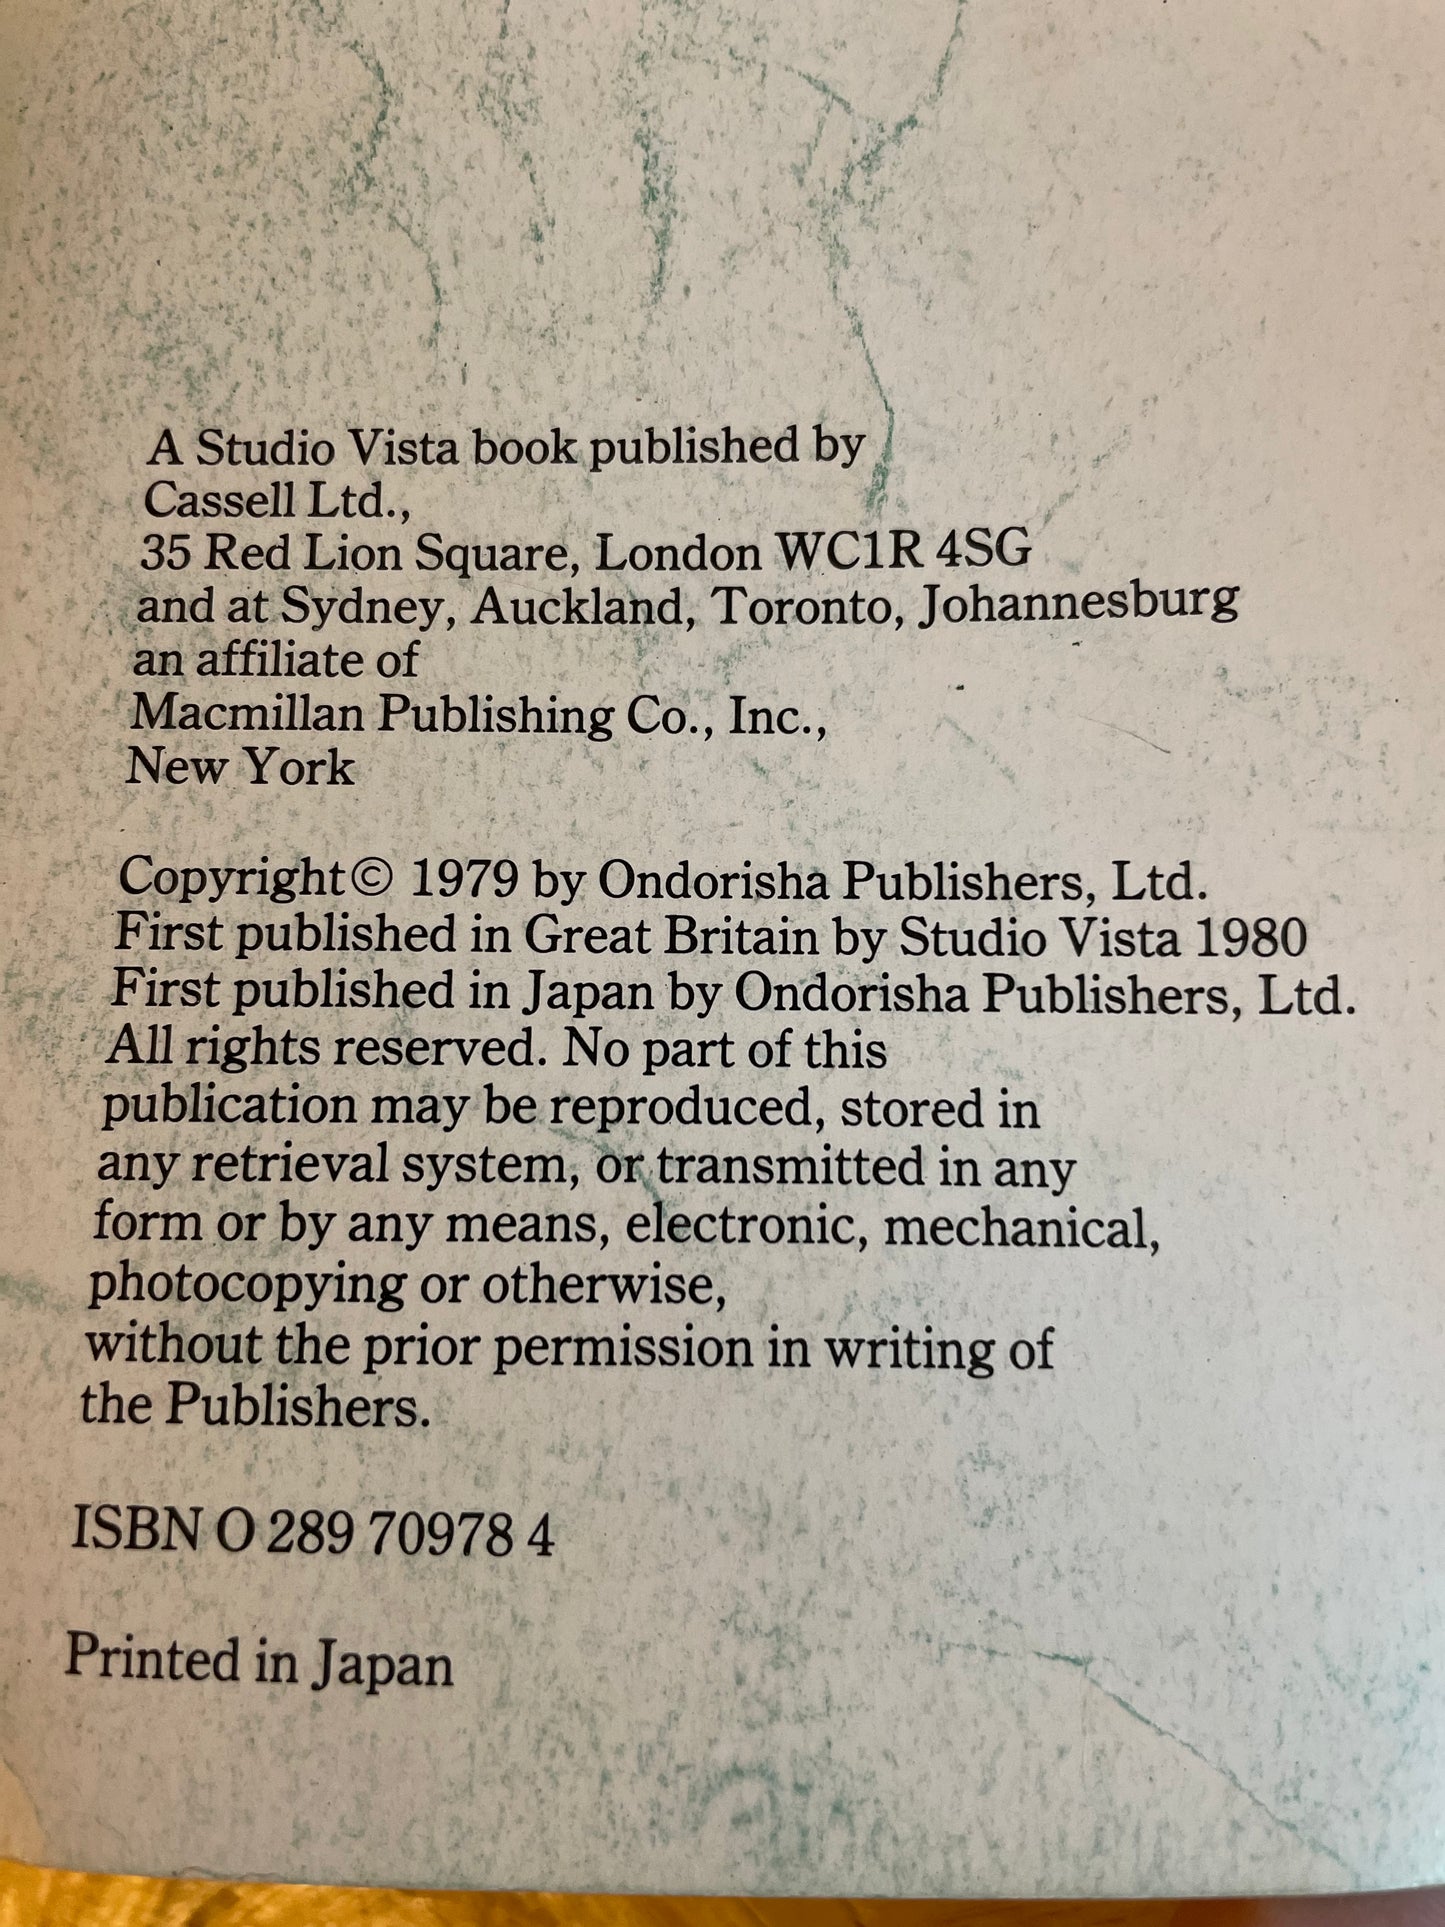 A Studio Vista book published by
Cassell Ltd.,
35 Red Lion Square, London WC1R 4SG
and at Sydney, Auckland, Toronto, Johannesburg
an affiliate of
Macmillan Publishing Co., Inc.,
New York
Copyright© 1979 by Ondorisha Publishers, Ltd.
First published in Great Britain by Studio Vista 1980
First published in Japan by Ondorisha Publishers, Ltd.
All rights reserved. No part of this
publication may be reproduced, stored in
any retrieval system, or transmitted in any
form or by any means, electronic, mechanical,
photocopying or otherwise,
without the prior permission in writing of
the Publishers.
ISBN O 289 70978 4
Printed in Japan